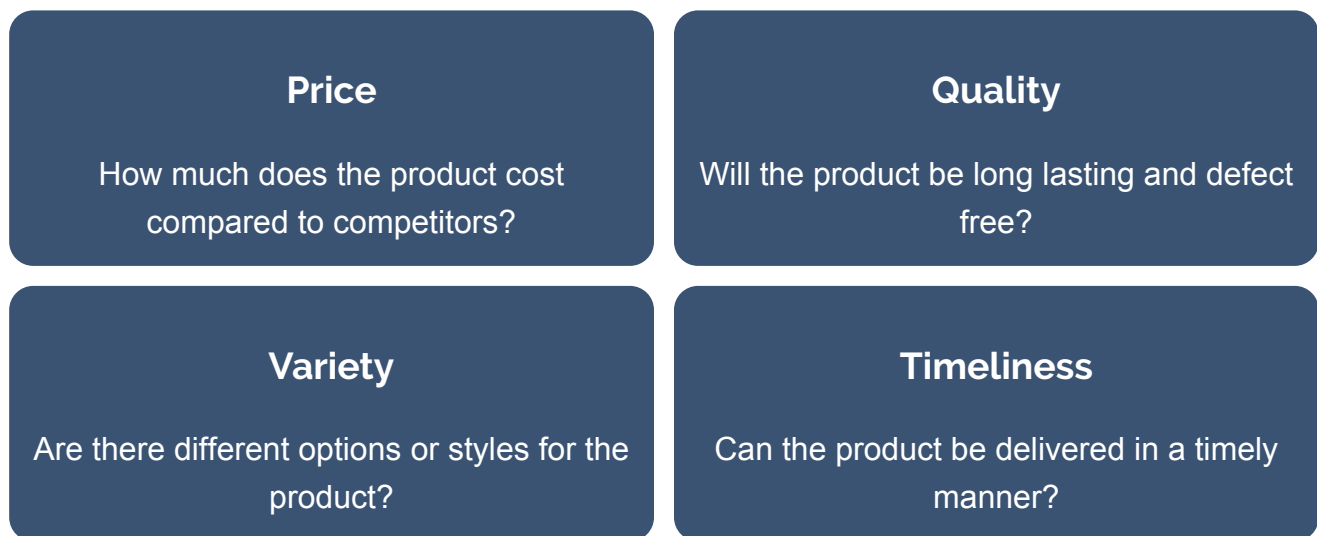 Price
How much does the product cost
compared to competitors?
Quality
Will the product be long lasting and defect
free?
Variety
Are there different options or styles for the
product?
Timeliness
Can the product be delivered in a timely
manner?